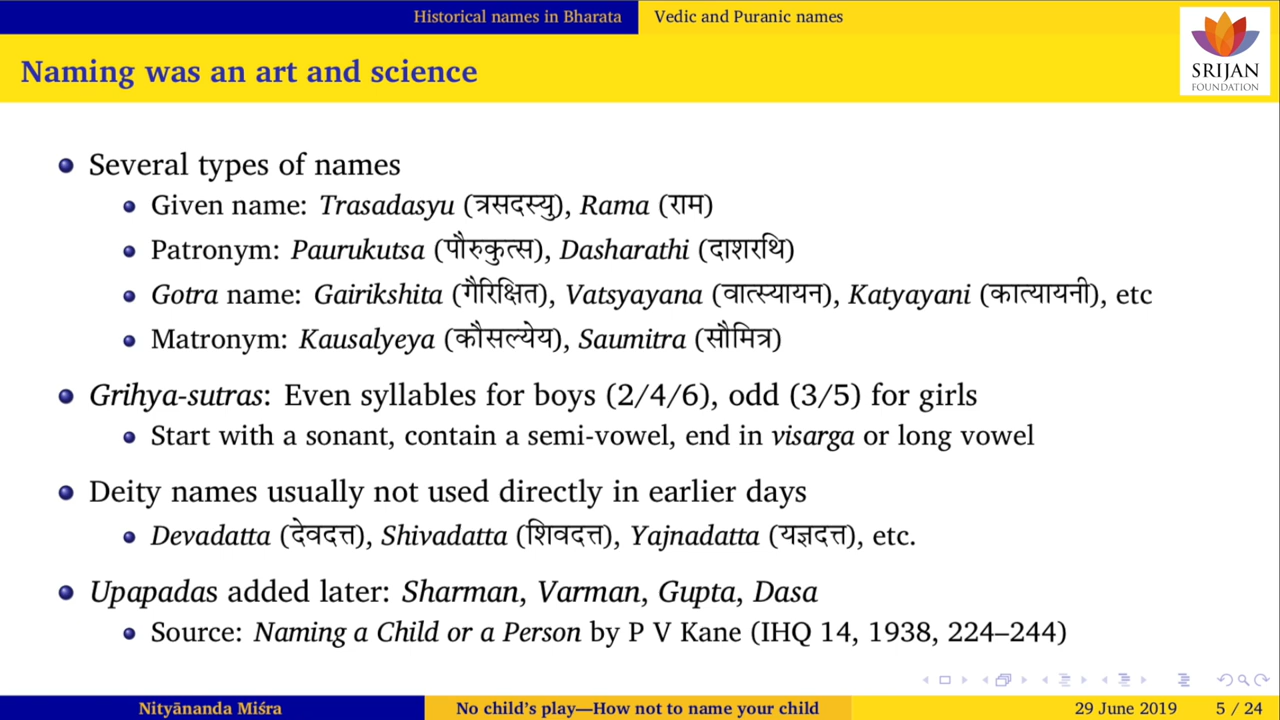 Historical names in Bharata Vedic and Puranic names
Naming was an art and science
SRIJAN
FOUNDATION
Several types of names
Given name: Trasadasyu (त्रसदस्यु), Rama (राम)
Patronym: Paurukutsa (पौरुकुत्स), Dasharathi (दाशरथि)
Gotra name: Gairikshita (गैरिक्षित), Vatsyayana (वात्स्यायन), Katyayani (कात्यायनी), etc
Matronym: Kausalyeya (कौसल्येय), Saumitra (सौमित्र)
Grihya-sutras: Even syllables for boys (2/4/6), odd (3/5) for girls
Start with a sonant, contain a semi-vowel, end in visarga or long vowel
Deity names usually not used directly in earlier days
Devadatta (देवदत्त), Shivadatta (शिवदत्त), Yajnadatta (यज्ञदत्त), etc.
Upapadas added later: Sharman, Varman, Gupta, Dasa
Source: Naming a Child or a Person by P V Kane (IHQ 14, 1938, 224–244)
Nityānanda Miśra No child's play—How not to name your child 29 June 2019 5 / 24